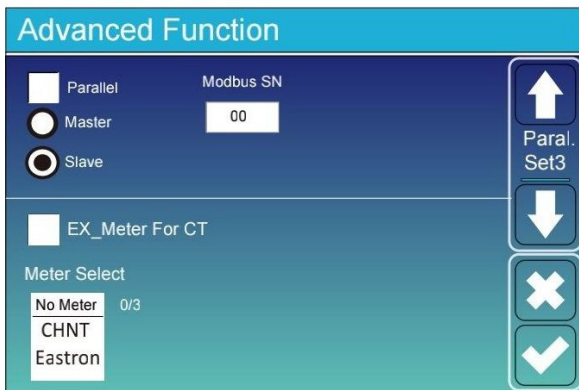 Advanced Function
Parallel
Modbus SN
Master
00
Slave
Paral.
Set3
EX_Meter For CT
Meter Select
No Meter 0/3
CHNT
Eastron